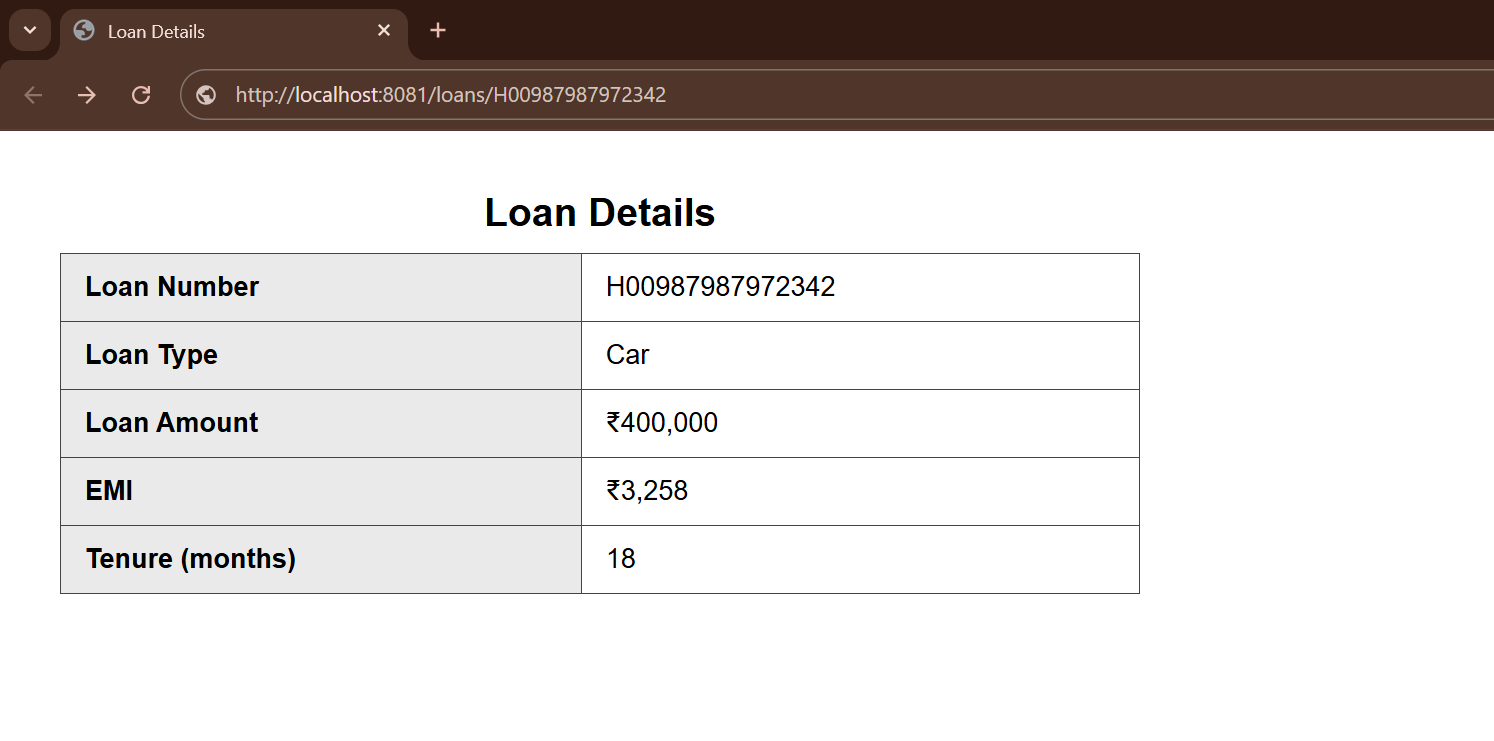 Loan Details
http://localhost:8081/loans/H00987987972342
Loan Details
Loan Number H00987987972342
Loan Type Car
Loan Amount ₹400,000
EMI ₹3,258
Tenure (months) 18